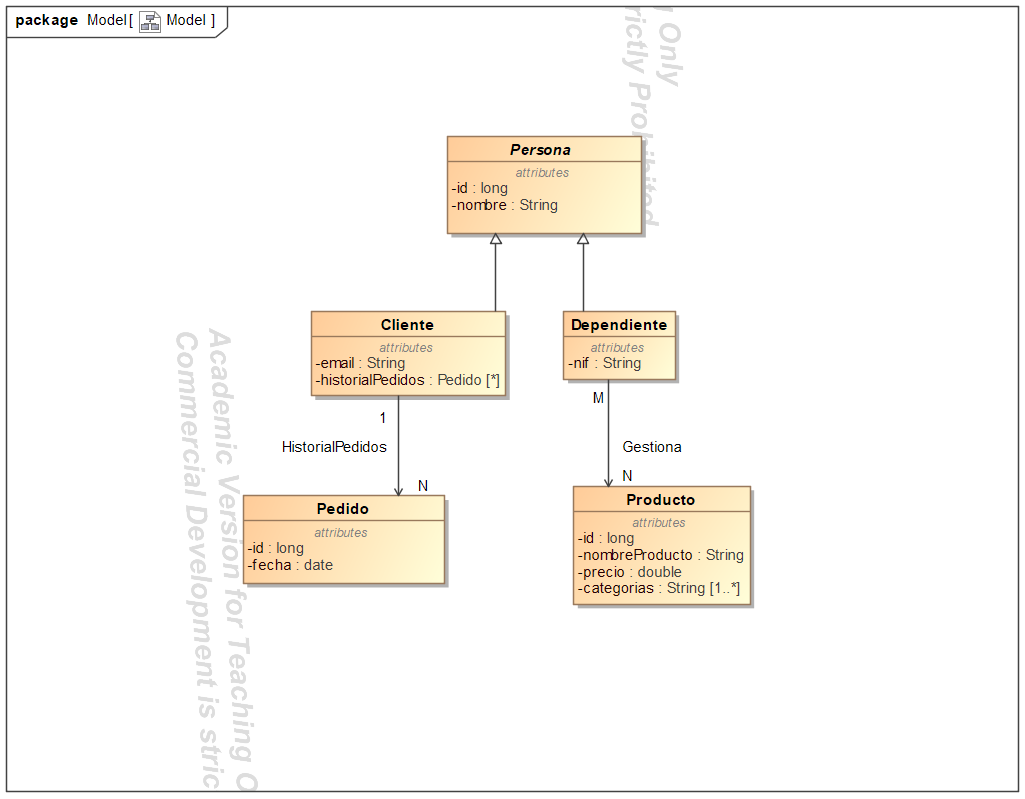 package Model[ Model ]
Persona
attributes
-id : long
-nombre : String
Cliente
attributes
-email : String
-historialPedidos : Pedido [*]
Dependiente
attributes
-nif : String
1
HistorialPedidos
N
M
Gestiona
N
Pedido
attributes
-id : long
-fecha : date
Producto
attributes
-id : long
-nombreProducto : String
-precio : double
-categorias : String [1..*]
Academic Version for Teaching O
Commercial Development is stric
Only
rictly Prohibited